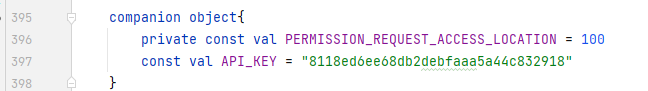 395 companion object{
396 private const val PERMISSION_REQUEST_ACCESS_LOCATION = 100
397 const val API_KEY = "8118ed6ee68db2debfaaa5a44c832918"
398 }